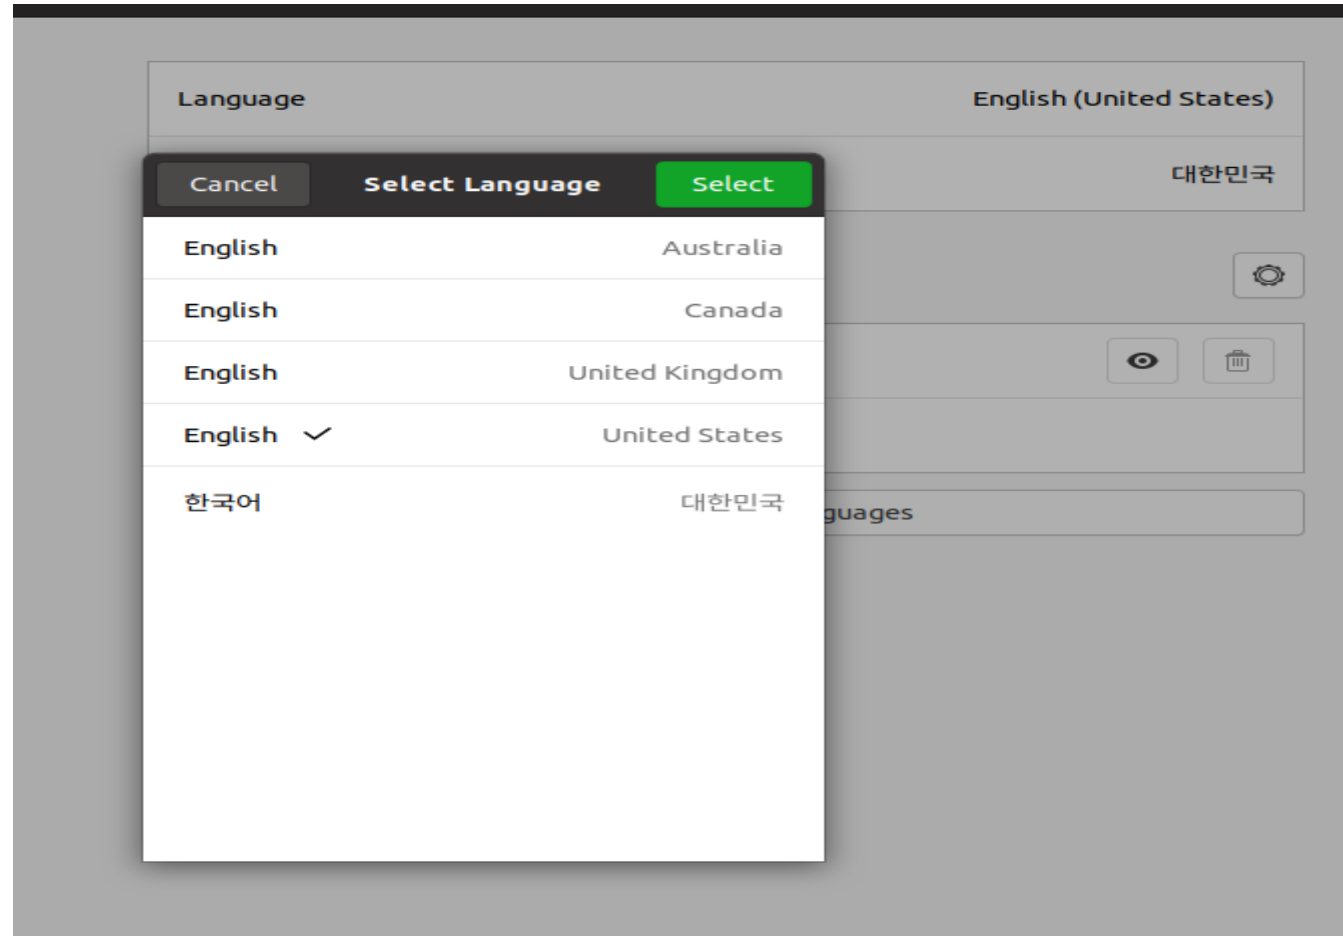 Language English (United States)
대한민국
Cancel Select Language Select
English Australia
English Canada
English United Kingdom
English United States
한국어 대한민국
guages